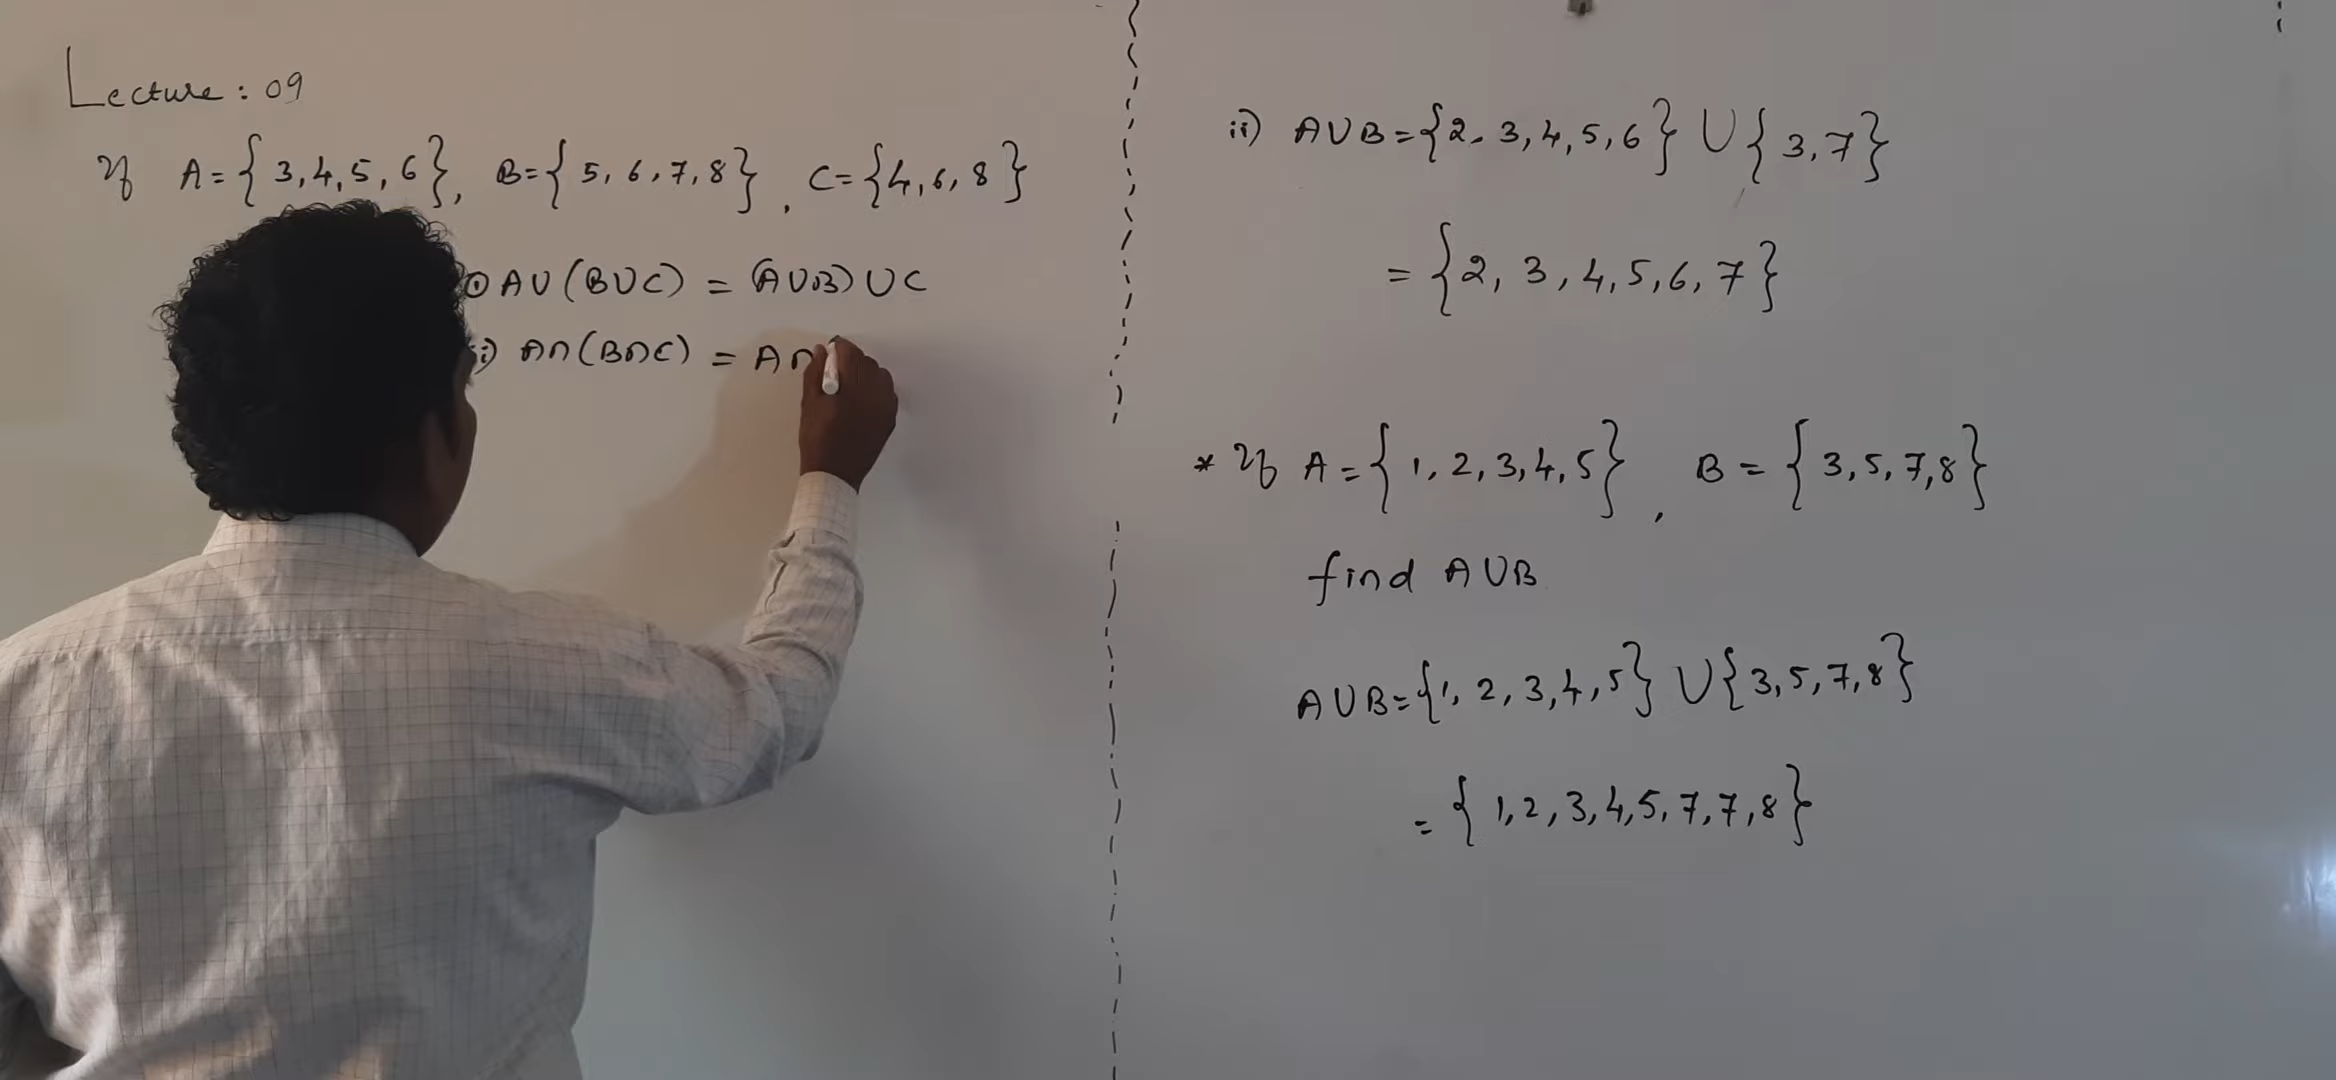 Lecture: 09
If A={3,4,5,6}, B={5,6,7,8}, C={4,6,8}
i) A∪(B∪C) = (A∪B)∪C
ii) A∩(B∩C) = A∩
ii) A∪B={2,3,4,5,6}∪{3,7}
={2,3,4,5,6,7}
* If A={1,2,3,4,5}, B={3,5,7,8}
find A∪B
A∪B={1,2,3,4,5}∪{3,5,7,8}
={1,2,3,4,5,7,7,8}